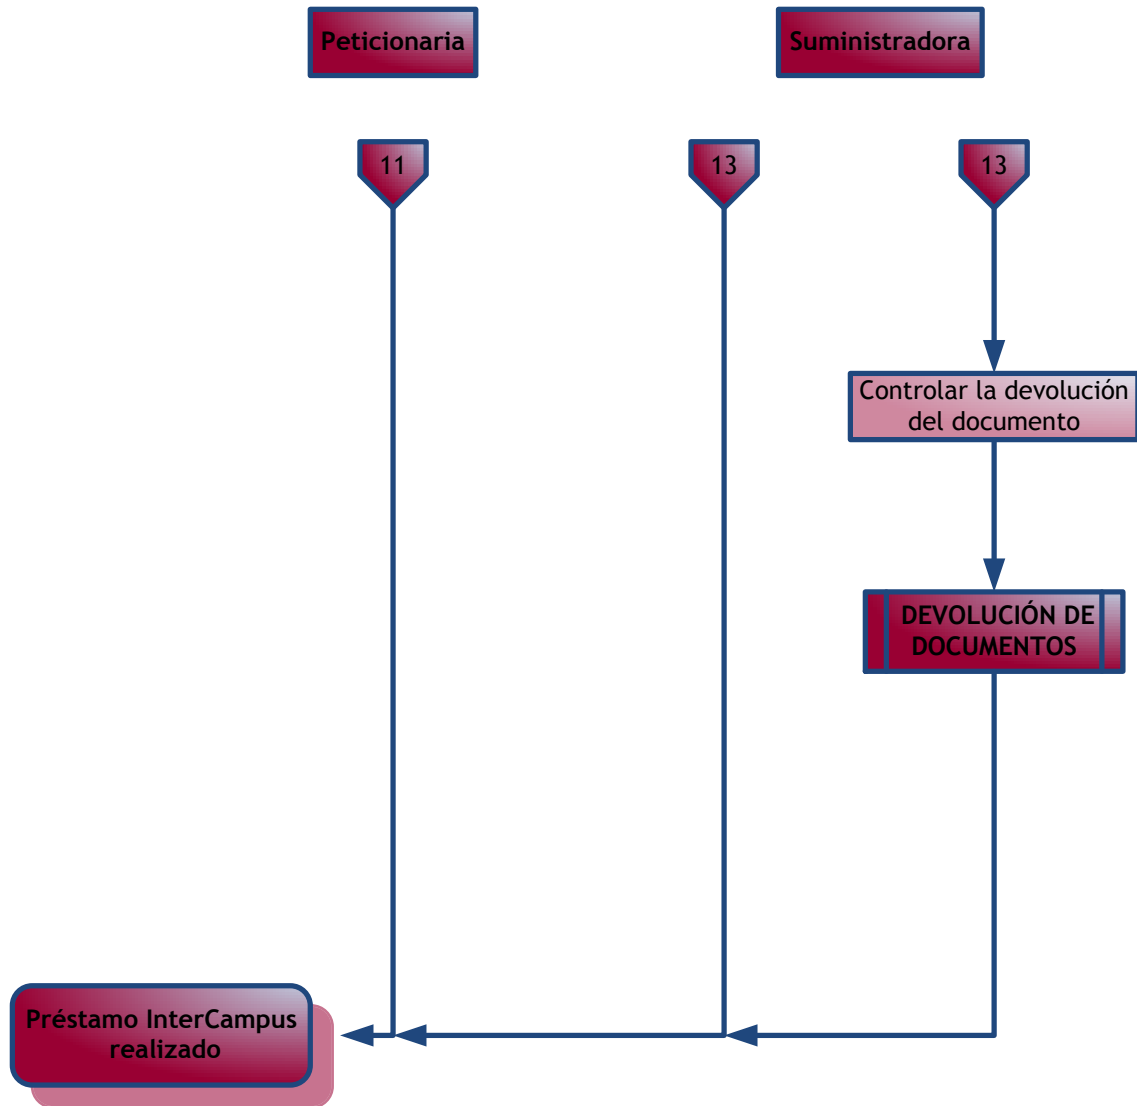 Peticionaria
Suministradora
11
13
13
Controlar la devolución
del documento
DEVOLUCIÓN DE
DOCUMENTOS
Préstamo InterCampus
realizado